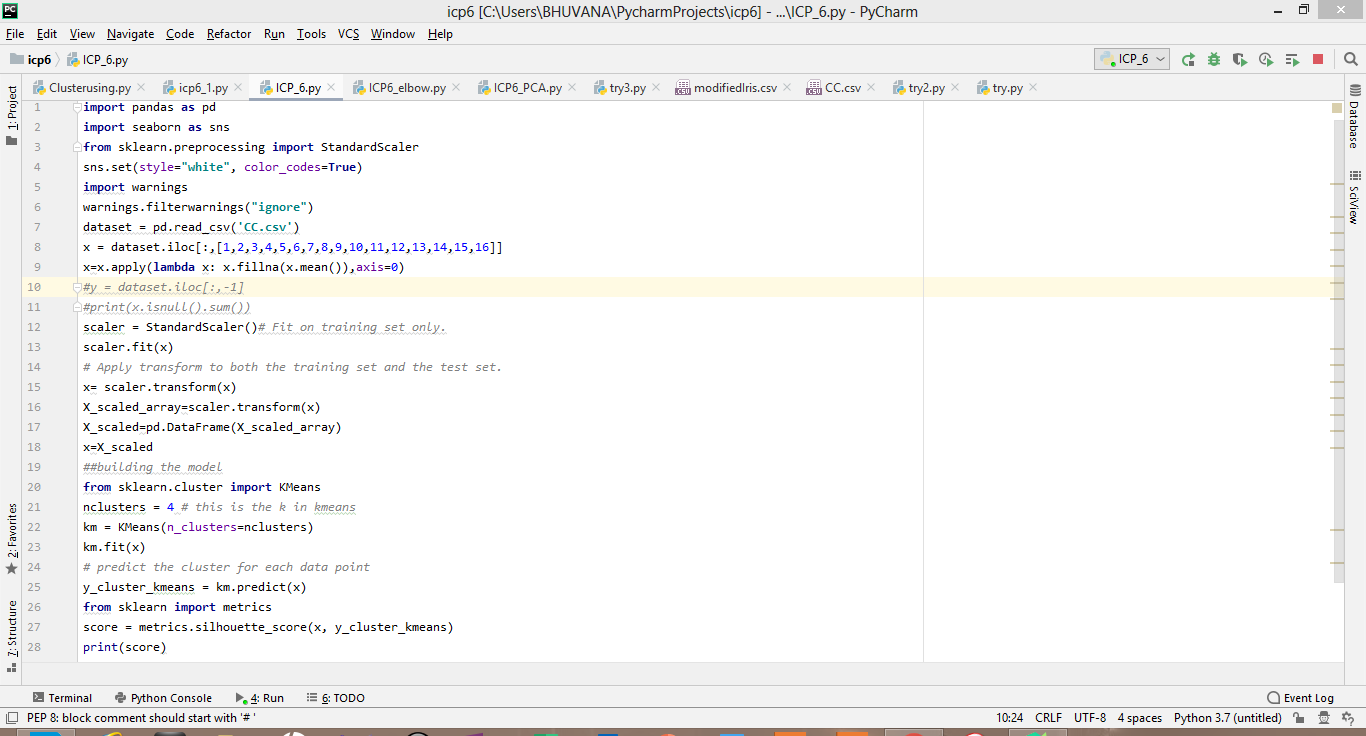 PC
icp6 [C:\Users\BHUVANA\PycharmProjects\icp6] - ...\ICP_6.py - PyCharm
File Edit View Navigate Code Refactor Run Tools VCS Window Help
icp6 ICP_6.py
ICP_6
Clusterusing.py icp6_1.py ICP_6.py ICP6_elbow.py ICP6_PCA.py try3.py modifiedIris.csv CC.csv try2.py try.py
1: Project
2: Favorites
7: Structure
Database
SciView
1 import pandas as pd
2 import seaborn as sns
3 from sklearn.preprocessing import StandardScaler
4 sns.set(style="white", color_codes=True)
5 import warnings
6 warnings.filterwarnings("ignore")
7 dataset = pd.read_csv('CC.csv')
8 x = dataset.iloc[:,[1,2,3,4,5,6,7,8,9,10,11,12,13,14,15,16]]
9 x=x.apply(lambda x: x.fillna(x.mean()),axis=0)
10 #y = dataset.iloc[:,-1]
11 #print(x.isnull().sum())
12 scaler = StandardScaler()# Fit on training set only.
13 scaler.fit(x)
14 # Apply transform to both the training set and the test set.
15 x= scaler.transform(x)
16 X_scaled_array=scaler.transform(x)
17 X_scaled=pd.DataFrame(X_scaled_array)
18 x=X_scaled
19 ##building the model
20 from sklearn.cluster import KMeans
21 nclusters = 4 # this is the k in kmeans
22 km = KMeans(n_clusters=nclusters)
23 km.fit(x)
24 # predict the cluster for each data point
25 y_cluster_kmeans = km.predict(x)
26 from sklearn import metrics
27 score = metrics.silhouette_score(x, y_cluster_kmeans)
28 print(score)
Terminal Python Console 4: Run 6: TODO Event Log
PEP 8: block comment should start with '# ' 10:24 CRLF UTF-8 4 spaces Python 3.7 (untitled)